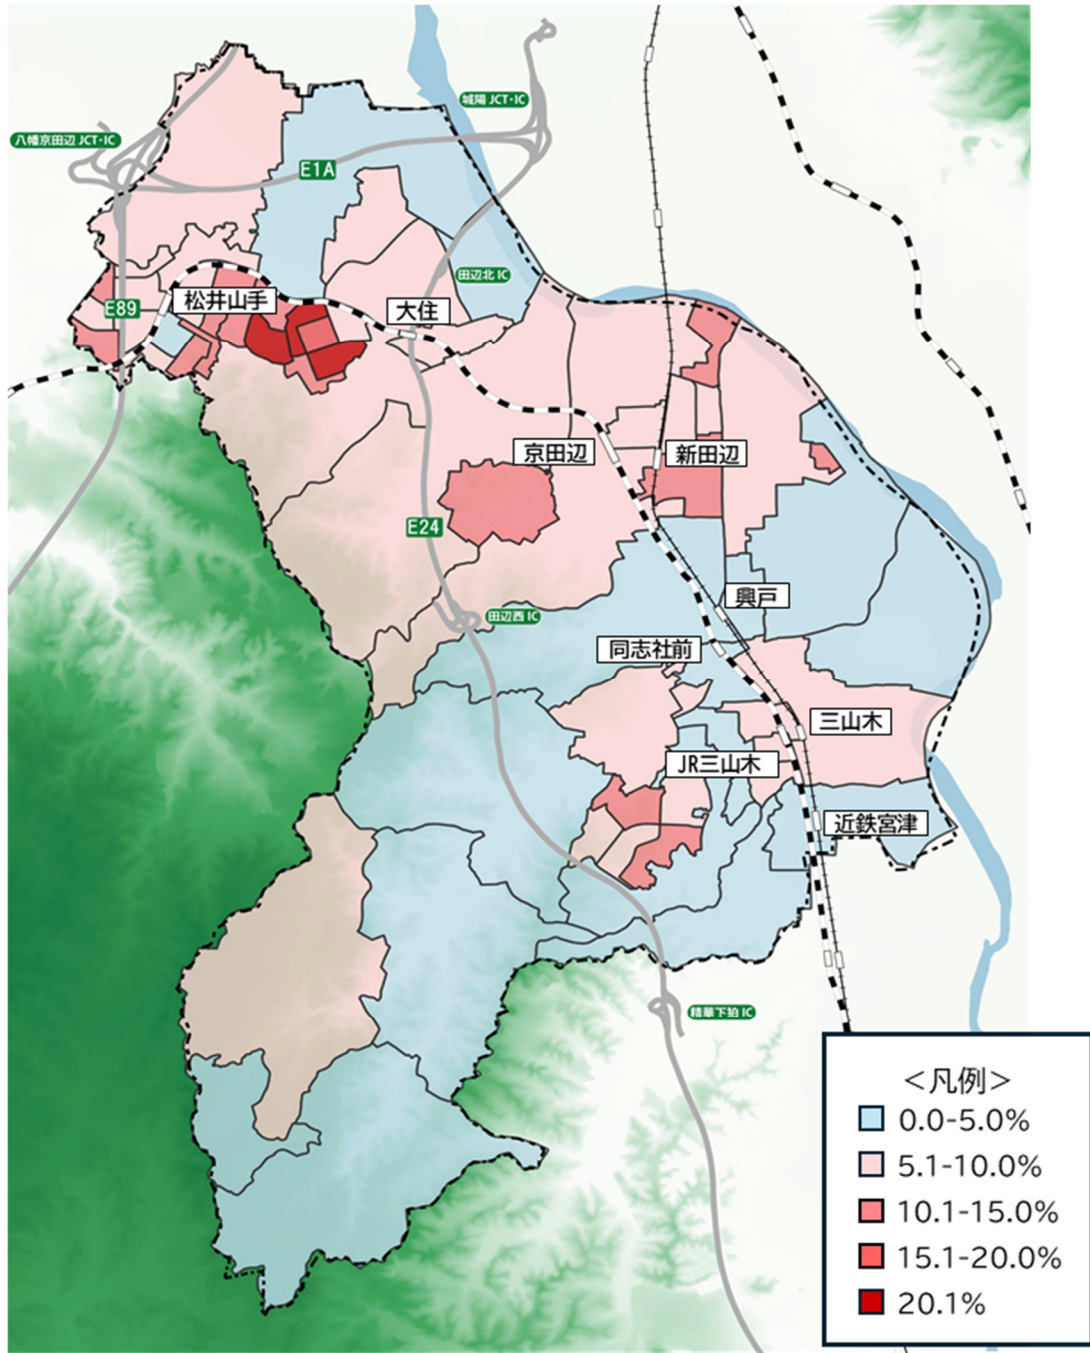 城陽 JCT・IC
八幡京田辺 JCT・IC
E1A
田辺北 IC
松井山手
E89
大住
京田辺
新田辺
E24
興戸
田辺西 IC
同志社前
三山木
JR三山木
近鉄宮津
精華下狛 IC
＜凡例＞
0.0-5.0%
5.1-10.0%
10.1-15.0%
15.1-20.0%
20.1%